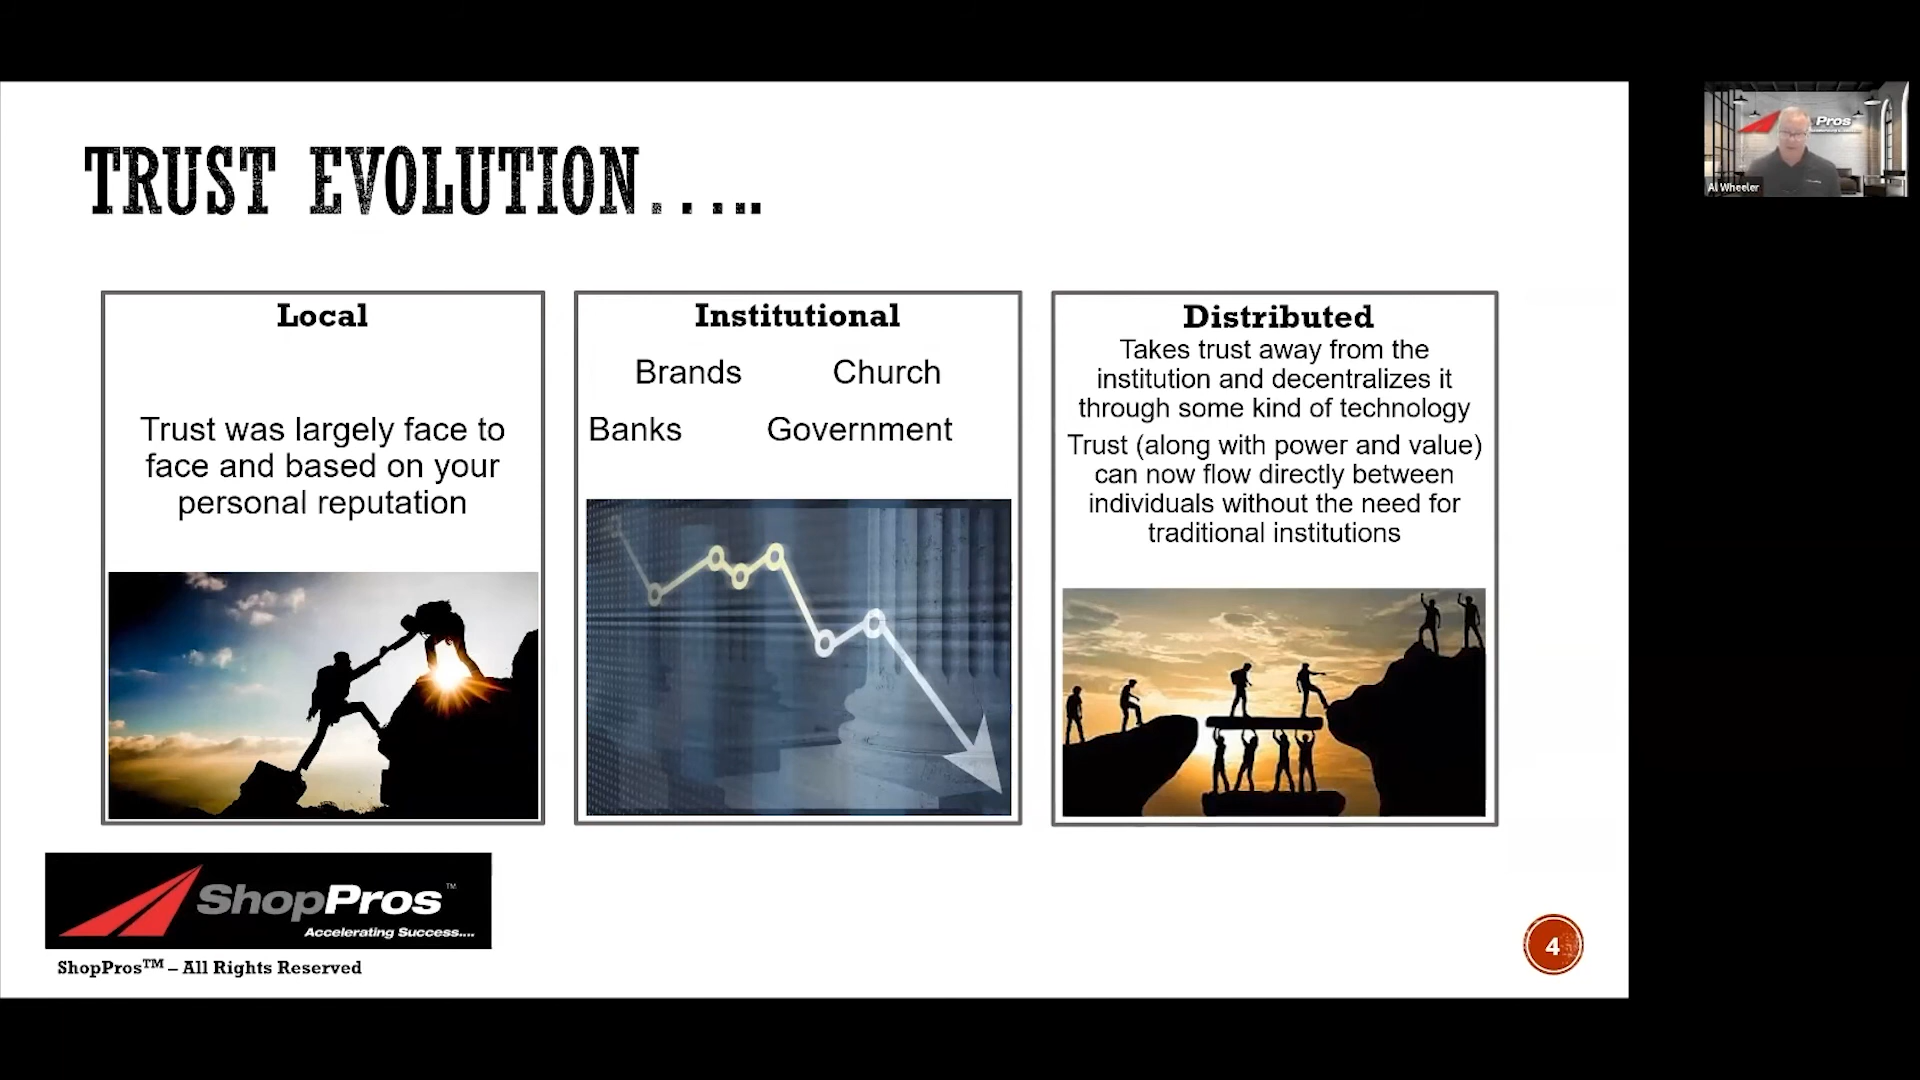 TRUST EVOLUTION.....
Local
Trust was largely face to
face and based on your
personal reputation
Institutional
Brands Church
Banks Government
Distributed
Takes trust away from the
institution and decentralizes it
through some kind of technology
Trust (along with power and value)
can now flow directly between
individuals without the need for
traditional institutions
ShopPros™
Accelerating Success....
ShopPros™ – All Rights Reserved
4
Pros
Al Wheeler